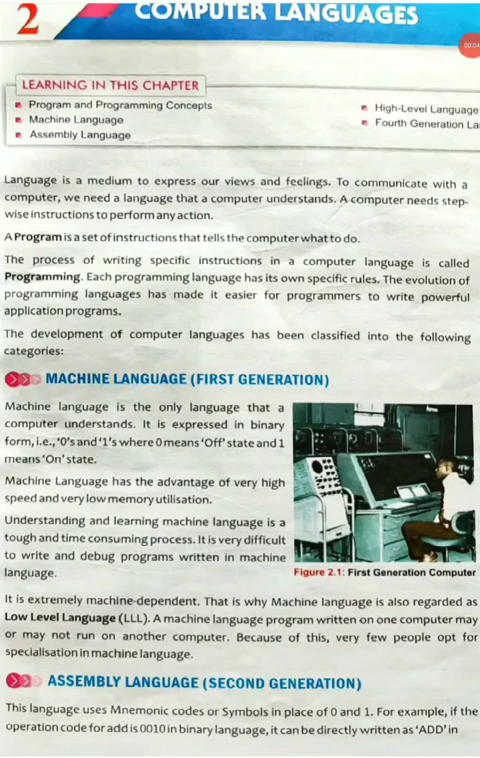 2
COMPUTER LANGUAGES
00:04
LEARNING IN THIS CHAPTER
Program and Programming Concepts
Machine Language
Assembly Language
High-Level Language
Fourth Generation La
Language is a medium to express our views and feelings. To communicate with a
computer, we need a language that a computer understands. A computer needs step-
wise instructions to perform any action.
A Program is a set of instructions that tells the computer what to do.
The process of writing specific instructions in a computer language is called
Programming. Each programming language has its own specific rules. The evolution of
programming languages has made it easier for programmers to write powerful
application programs.
The development of computer languages has been classified into the following
categories:
MACHINE LANGUAGE (FIRST GENERATION)
Machine language is the only language that a
computer understands. It is expressed in binary
form, i.e., '0's and '1's where 0 means 'Off' state and 1
means 'On' state.
Machine Language has the advantage of very high
speed and very low memory utilisation.
Understanding and learning machine language is a
tough and time consuming process. It is very difficult
to write and debug programs written in machine
language.
Figure 2.1: First Generation Computer
It is extremely machine-dependent. That is why Machine language is also regarded as
Low Level Language (LLL). A machine language program written on one computer may
or may not run on another computer. Because of this, very few people opt for
specialisation in machine language.
ASSEMBLY LANGUAGE (SECOND GENERATION)
This language uses Mnemonic codes or Symbols in place of 0 and 1. For example, if the
operation code for add is 0010 in binary language, it can be directly written as 'ADD' in